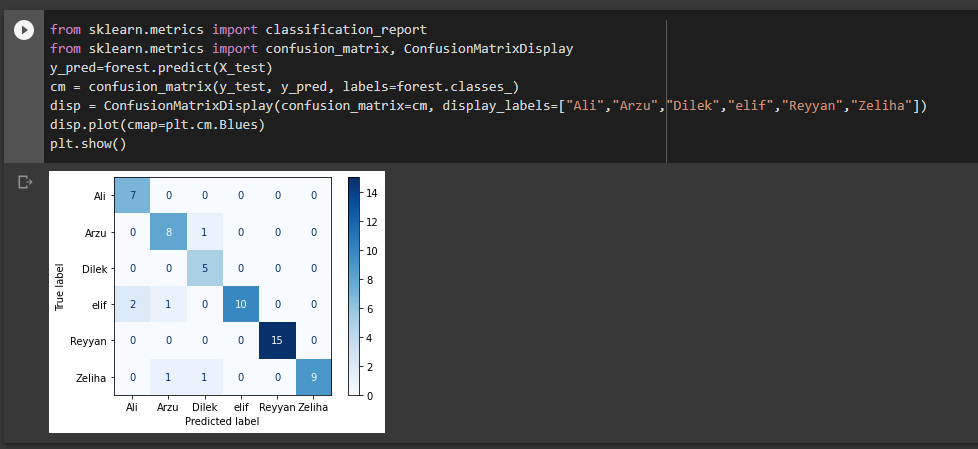 from sklearn.metrics import classification_report
from sklearn.metrics import confusion_matrix, ConfusionMatrixDisplay
y_pred=forest.predict(X_test)
cm = confusion_matrix(y_test, y_pred, labels=forest.classes_)
disp = ConfusionMatrixDisplay(confusion_matrix=cm, display_labels=["Ali","Arzu","Dilek","elif","Reyyan","Zeliha"])
disp.plot(cmap=plt.cm.Blues)
plt.show()
True label
Ali 7 0 0 0 0 0
Arzu 0 8 1 0 0 0
Dilek 0 0 5 0 0 0
elif 2 1 0 10 0 0
Reyyan 0 0 0 0 15 0
Zeliha 0 1 1 0 0 9
Ali Arzu Dilek elif Reyyan Zeliha
Predicted label
14
12
10
8
6
4
2
0